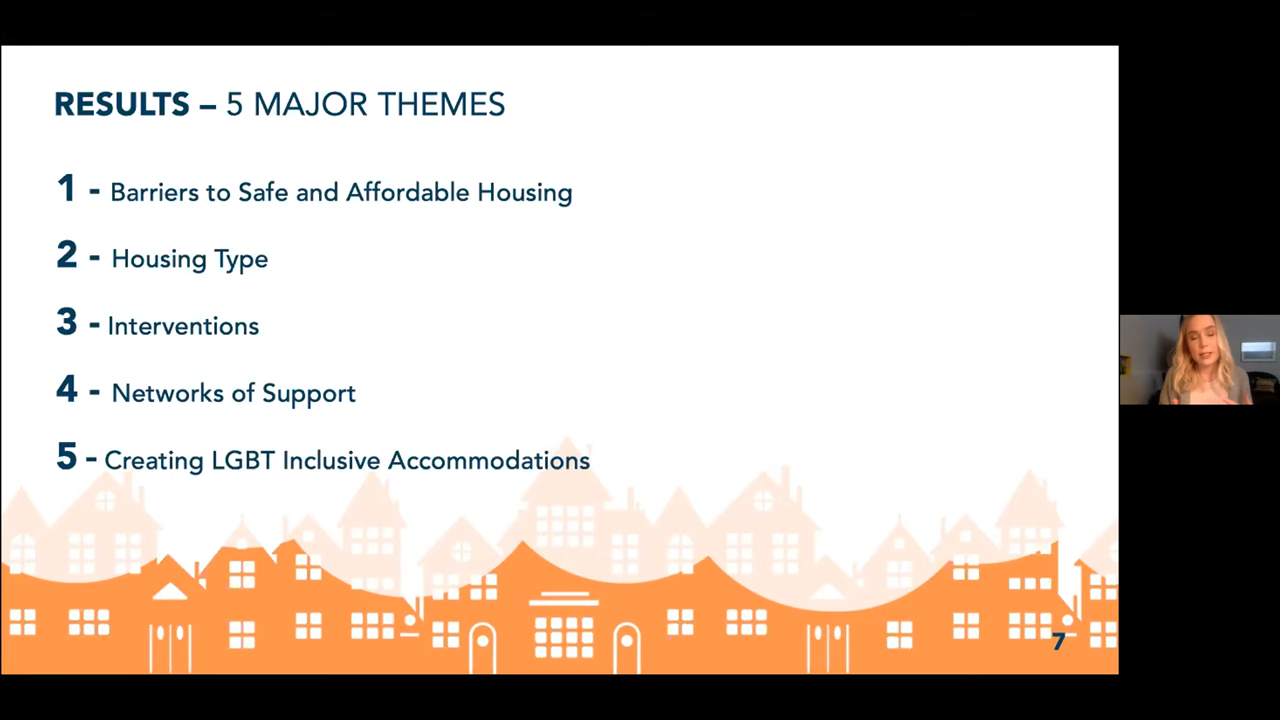 RESULTS – 5 MAJOR THEMES
1 - Barriers to Safe and Affordable Housing
2 - Housing Type
3 - Interventions
4 - Networks of Support
5 - Creating LGBT Inclusive Accommodations
7